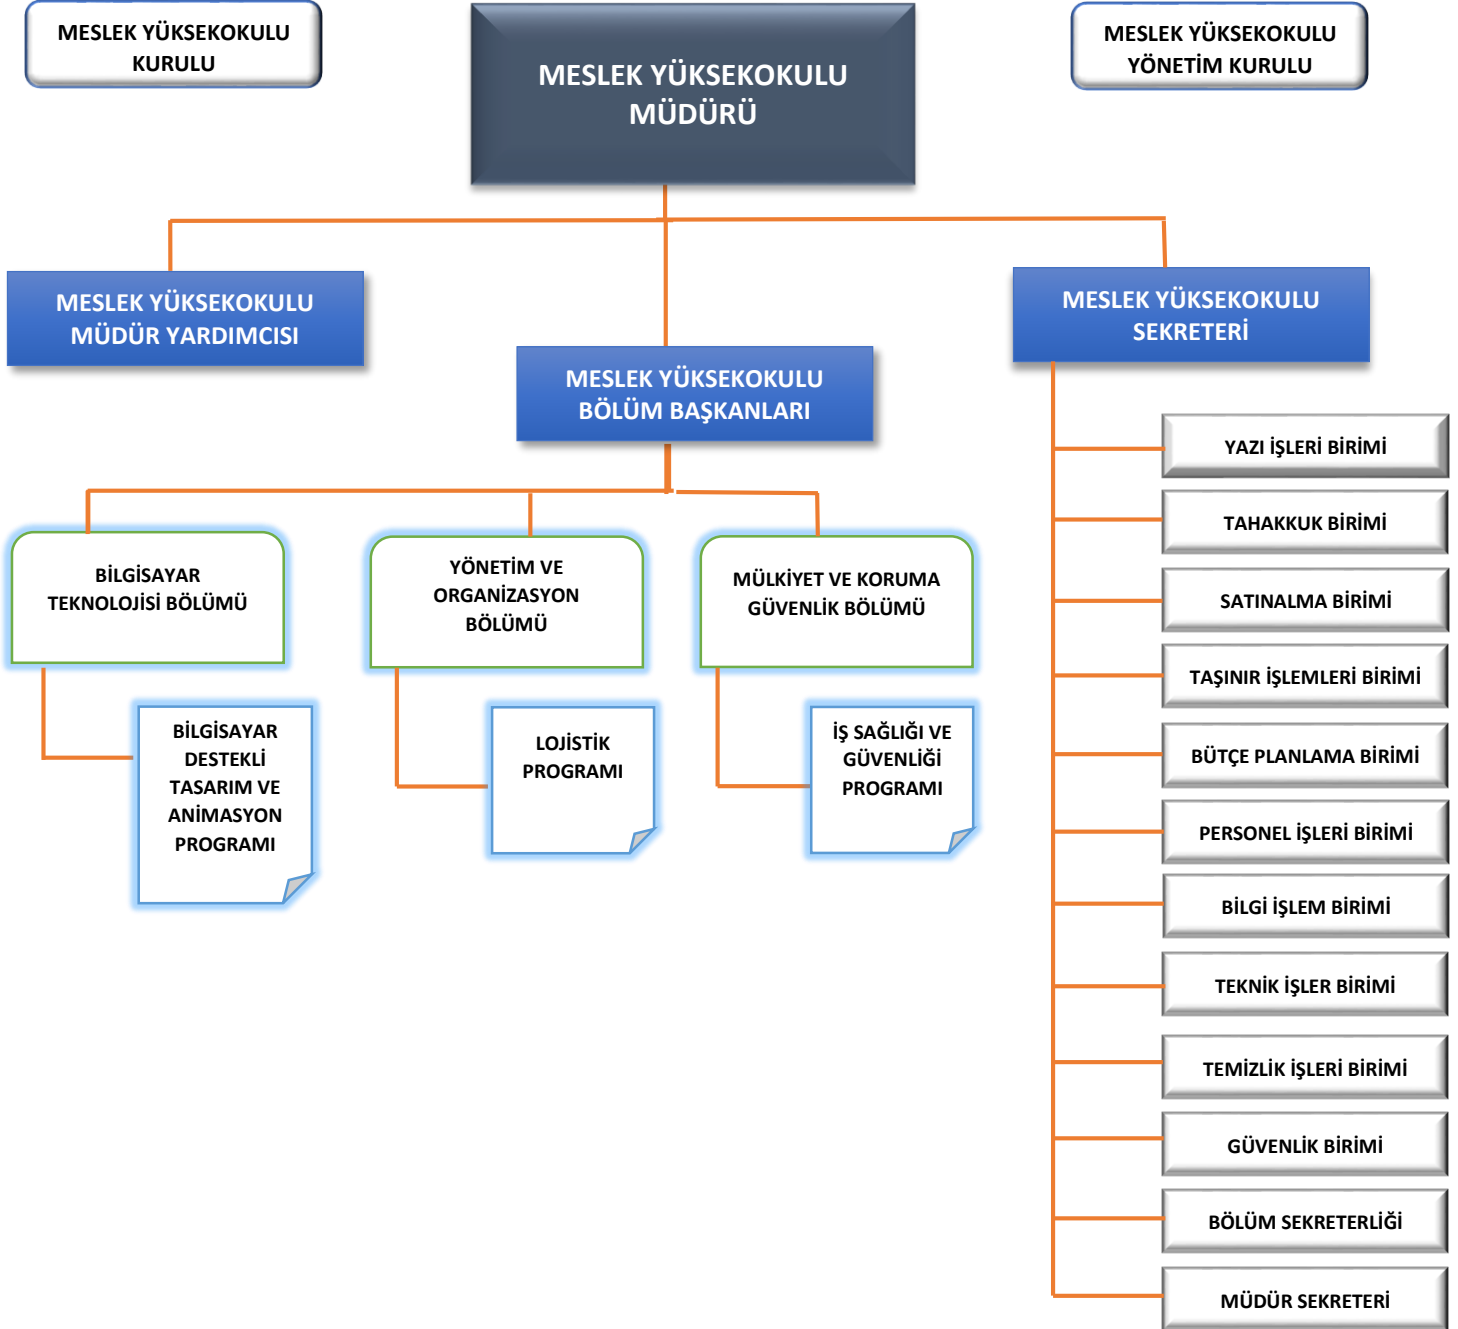 MESLEK YÜKSEKOKULU
KURULU
MESLEK YÜKSEKOKULU
MÜDÜRÜ
MESLEK YÜKSEKOKULU
YÖNETİM KURULU
MESLEK YÜKSEKOKULU
MÜDÜR YARDIMCISI
MESLEK YÜKSEKOKULU
BÖLÜM BAŞKANLARI
MESLEK YÜKSEKOKULU
SEKRETERİ
BİLGİSAYAR
TEKNOLOJİSİ BÖLÜMÜ
YÖNETİM VE
ORGANİZASYON
BÖLÜMÜ
MÜLKİYET VE KORUMA
GÜVENLİK BÖLÜMÜ
BİLGİSAYAR
DESTEKLİ
TASARIM VE
ANİMASYON
PROGRAMI
LOJİSTİK
PROGRAMI
İŞ SAĞLIĞI VE
GÜVENLİĞİ
PROGRAMI
YAZI İŞLERİ BİRİMİ
TAHAKKUK BİRİMİ
SATINALMA BİRİMİ
TAŞINIR İŞLEMLERİ BİRİMİ
BÜTÇE PLANLAMA BİRİMİ
PERSONEL İŞLERİ BİRİMİ
BİLGİ İŞLEM BİRİMİ
TEKNİK İŞLER BİRİMİ
TEMİZLİK İŞLERİ BİRİMİ
GÜVENLİK BİRİMİ
BÖLÜM SEKRETERLİĞİ
MÜDÜR SEKRETERİ